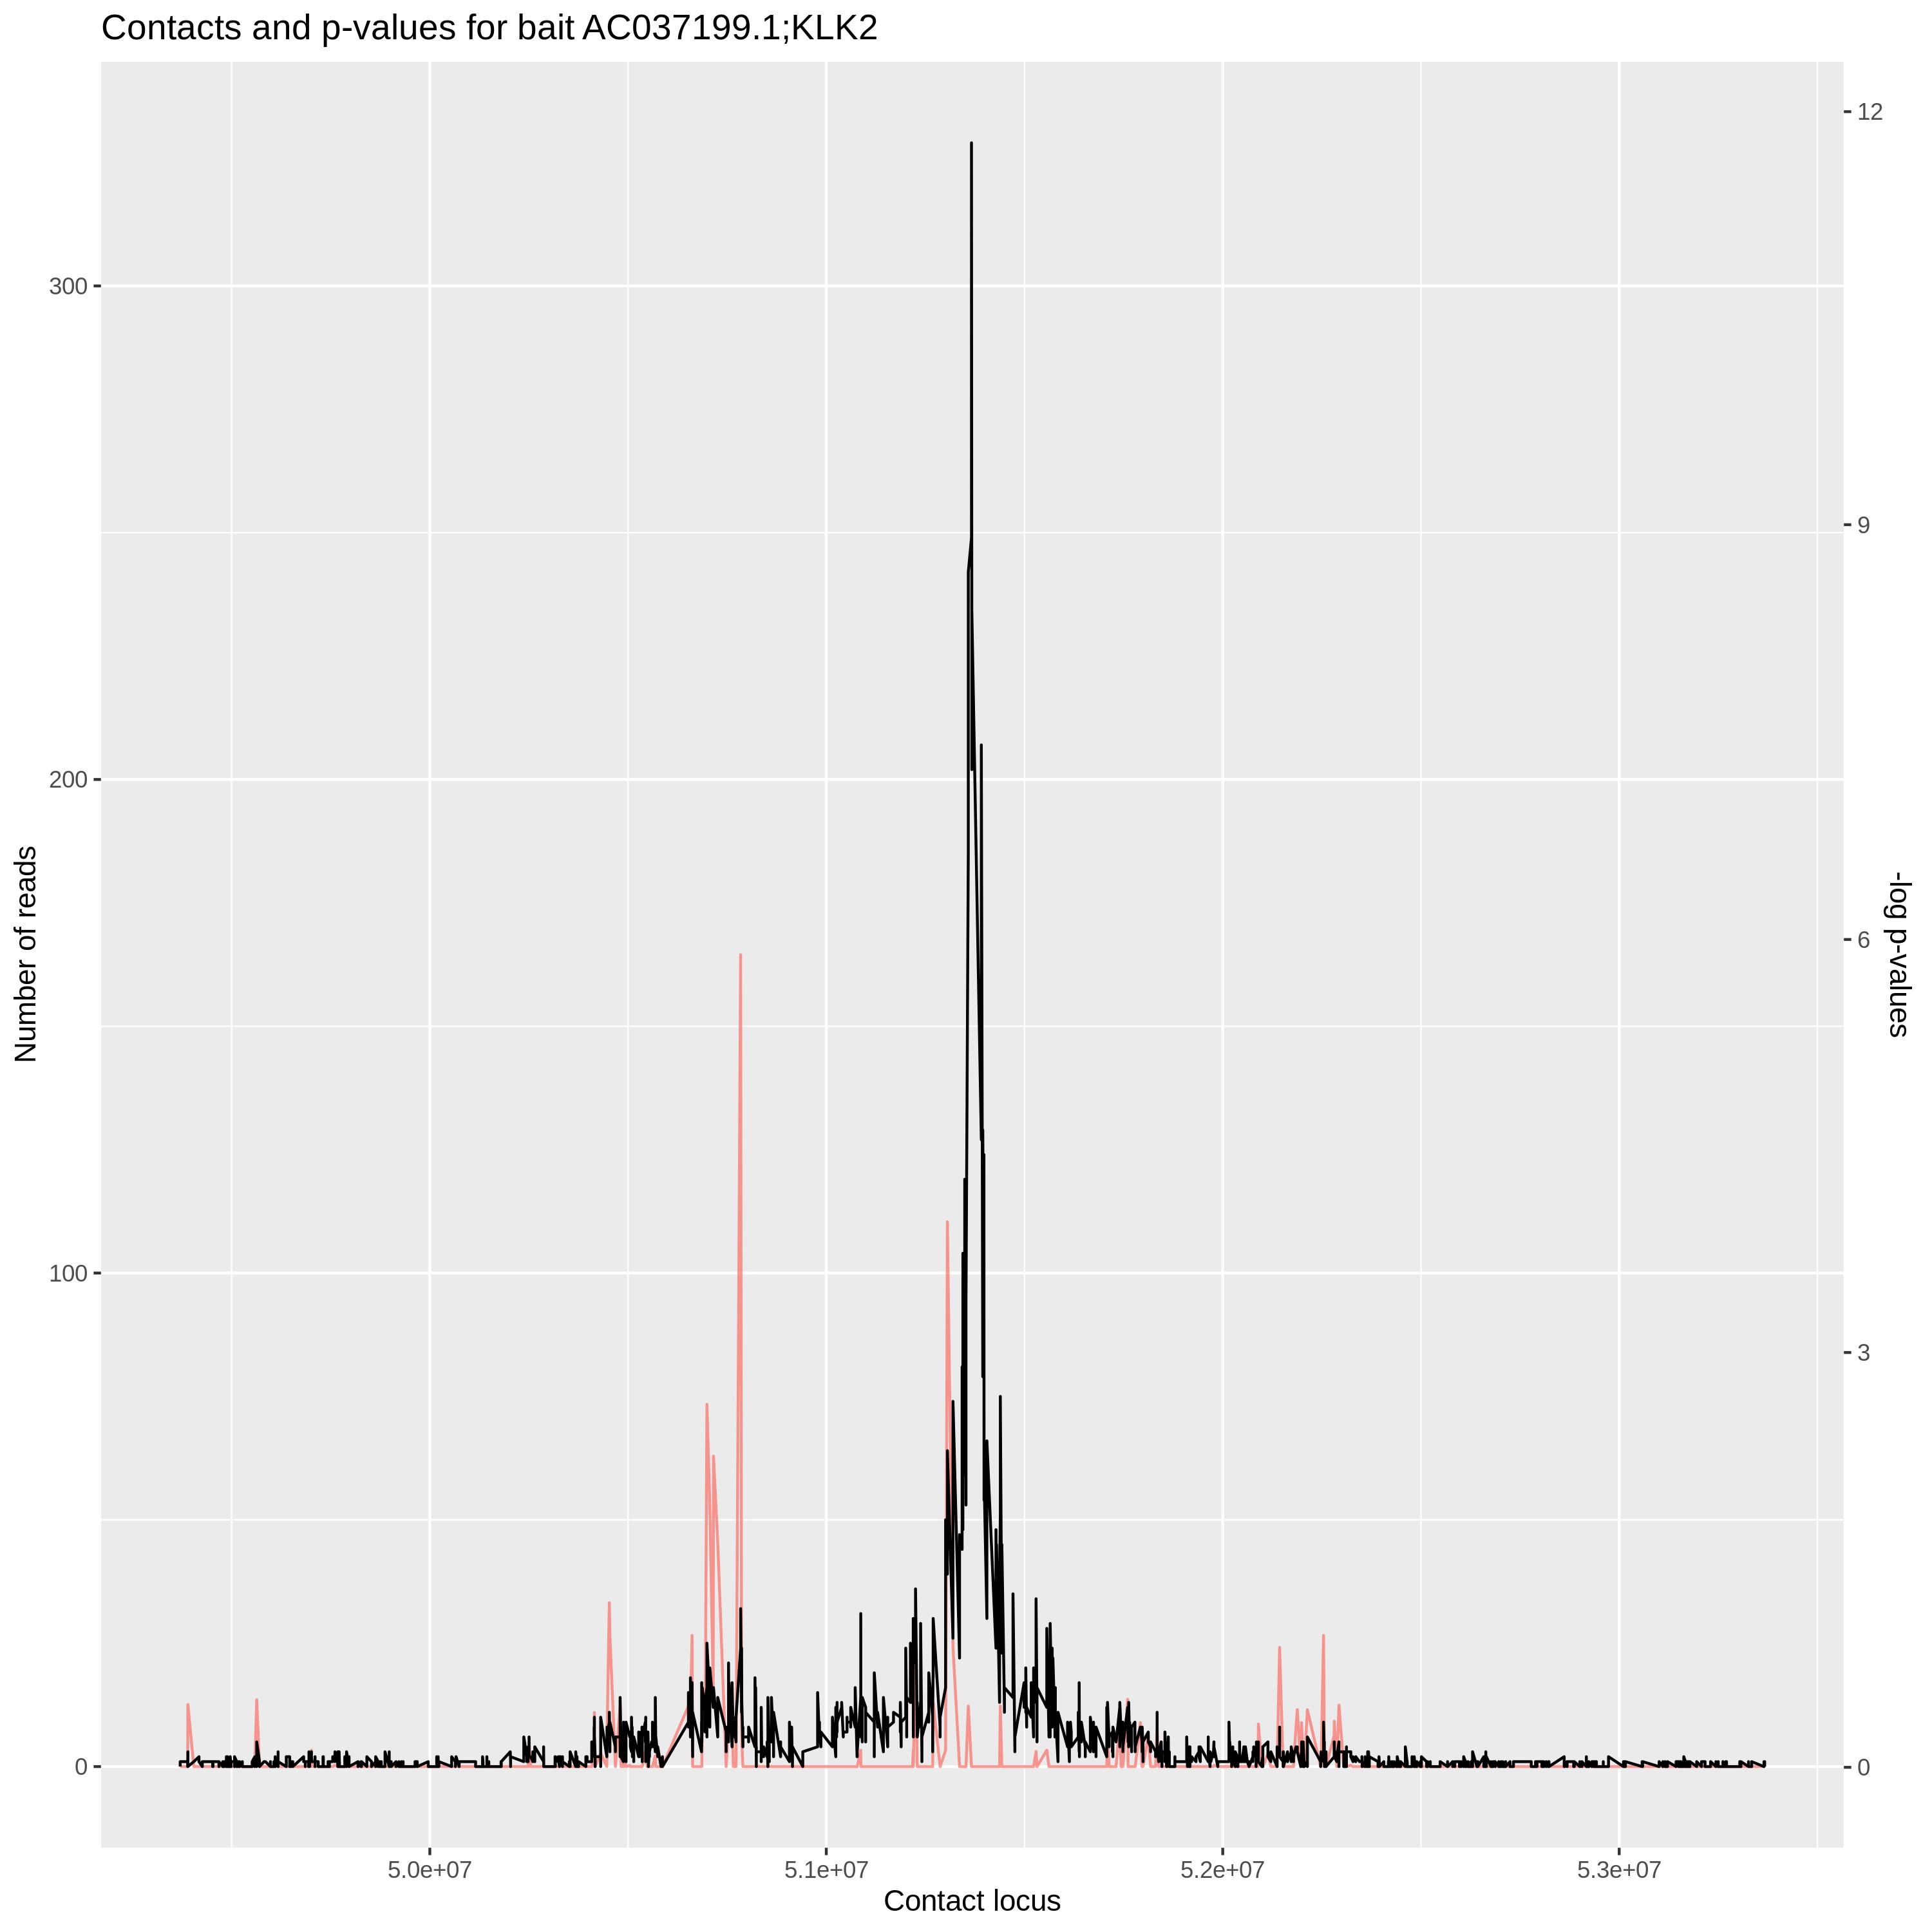 Contacts and p-values for bait AC037199.1;KLK2
12
300
9
200
Number of reads
6
-log p-values
100
3
0
0
5.0e+07
5.1e+07
5.2e+07
5.3e+07
Contact locus